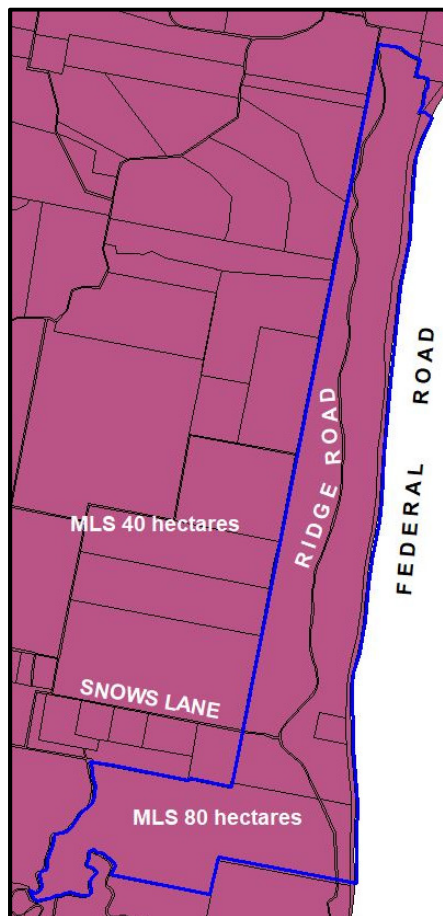 FEDERAL ROAD
RIDGE ROAD
MLS 40 hectares
SNOWS LANE
MLS 80 hectares